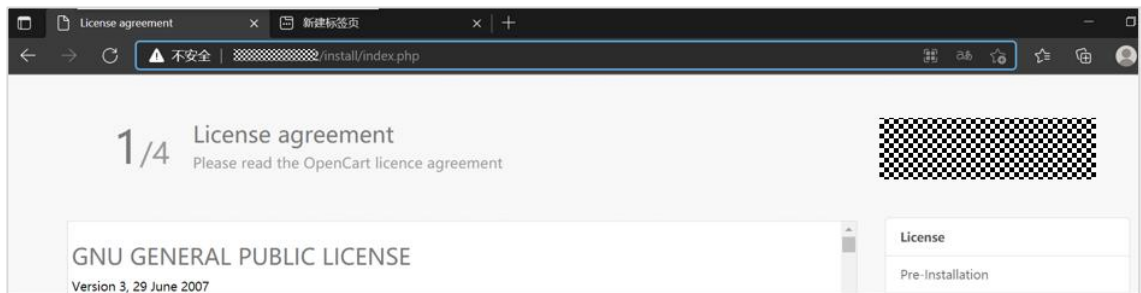 License agreement
新建标签页
不安全
/install/index.php
1/4
License agreement
Please read the OpenCart licence agreement
GNU GENERAL PUBLIC LICENSE
Version 3, 29 June 2007
License
Pre-Installation